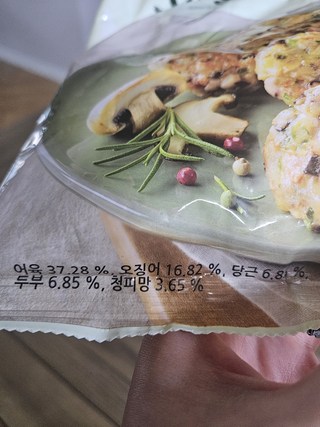 어육 37.28 %, 오징어 16.82 %, 당근 6.81 %,
두부 6.85 %, 청피망 3.65 %